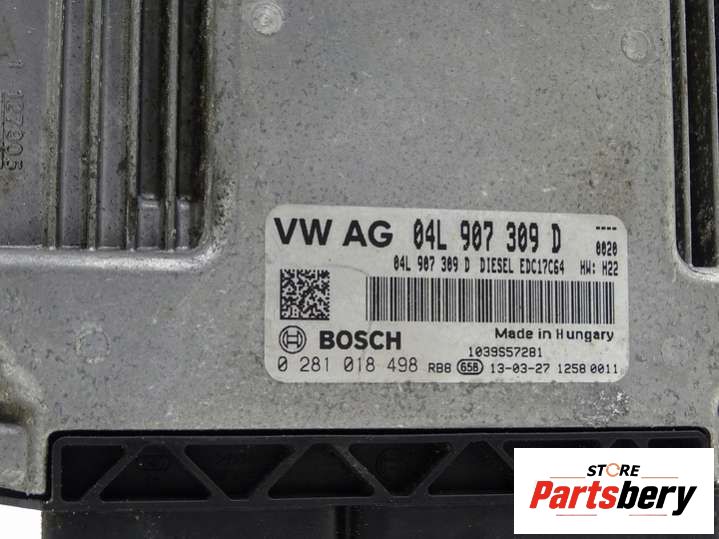 VW AG 04L 907 309 D ----
0020
04L 907 309 D DIESEL EDC17C64 HW: H22
BOSCH
Made in Hungary
1039S57281
0 281 018 498 RB8 65B 13-03-27 1258 0011
STORE
Partsbery